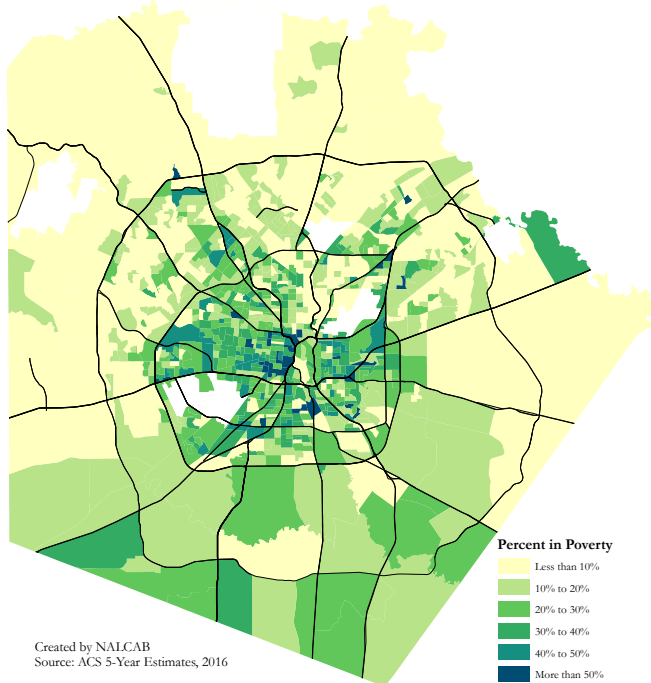 Percent in Poverty
Less than 10%
10% to 20%
20% to 30%
30% to 40%
40% to 50%
More than 50%
Created by NALCAB
Source: ACS 5-Year Estimates, 2016